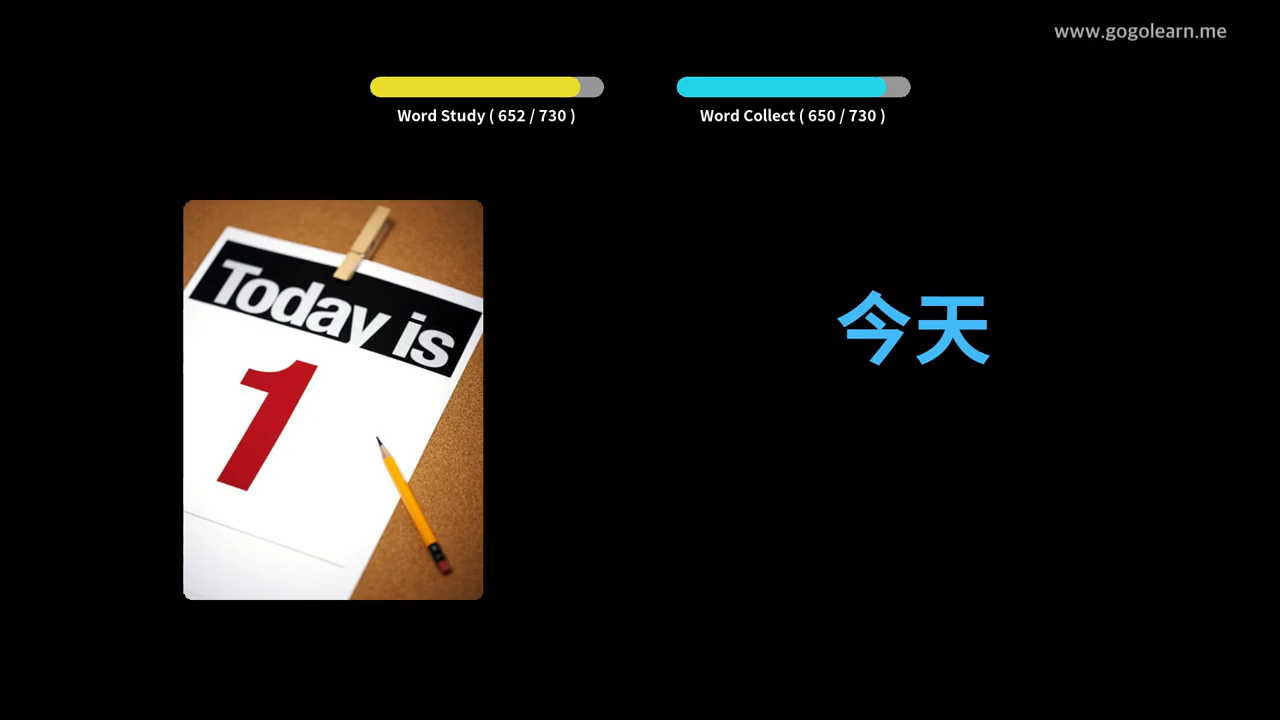 www.gogolearn.me
Word Study ( 652 / 730 )
Word Collect ( 650 / 730 )
Today is
1
今天